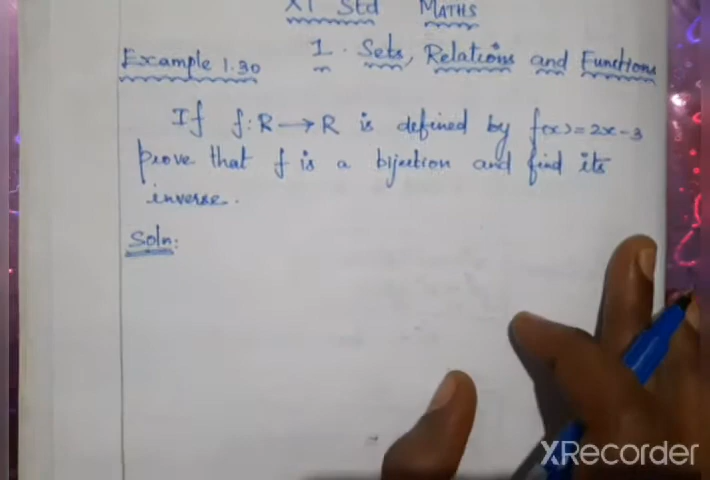 XI Std Maths
Example 1.30 1. Sets, Relations and Functions
If f: R → R is defined by f(x) = 2x - 3
prove that f is a bijection and find its
inverse.
Soln:
XRecorder